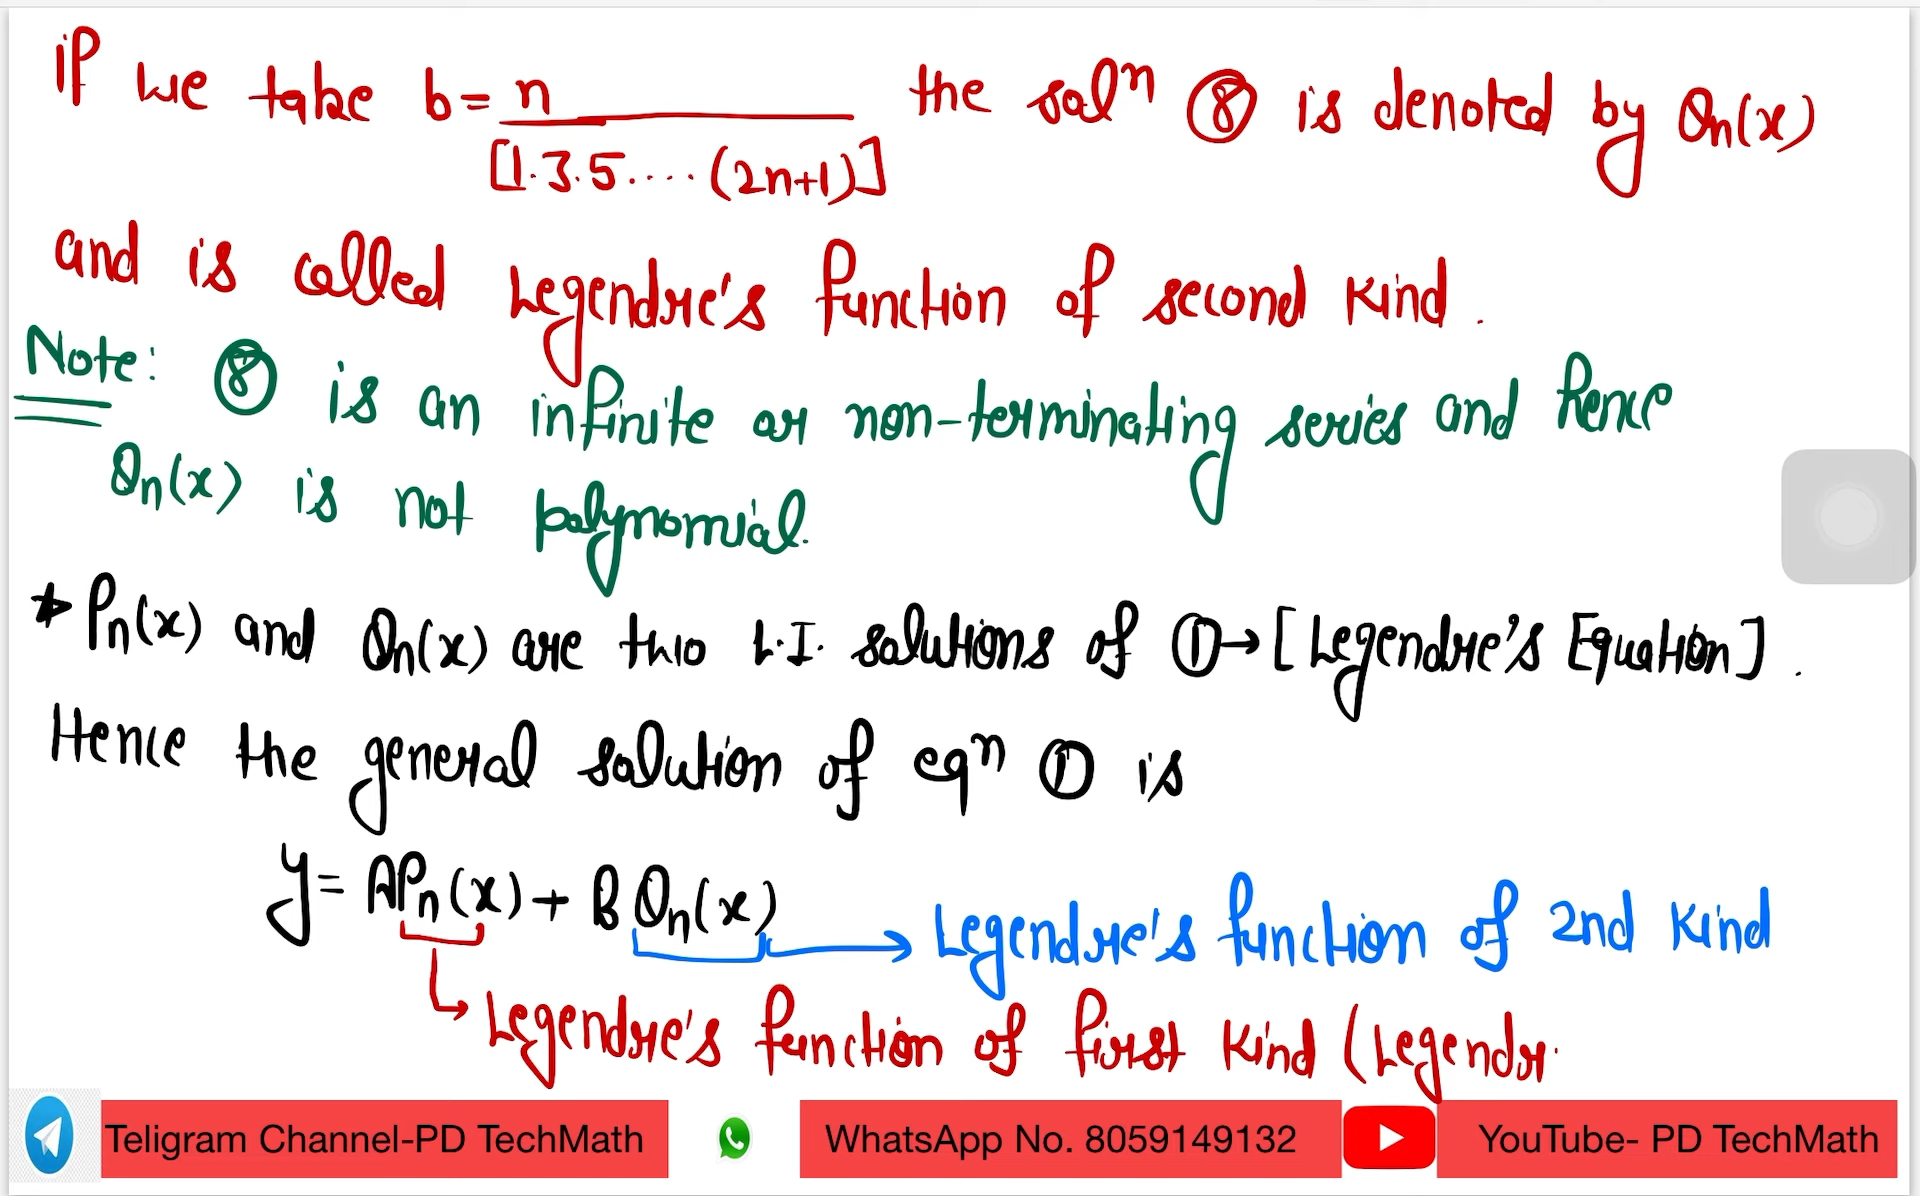 if we take b= n/[1.3.5.... (2n+1)] the solⁿ ⑧ is denoted by Qn(x)
and is called Legendre's function of second kind.
Note: ⑧ is an infinite or non-terminating series and hence
Qn(x) is not polynomial.
* Pn(x) and Qn(x) are two L.I. solutions of ①→ [Legendre's Equation].
Hence the general solution of eqⁿ ① is
y= APn(x) + B Qn(x) → Legendre's function of 2nd kind
↳ Legendre's function of first kind (Legendr
Teligram Channel-PD TechMath WhatsApp No. 8059149132 YouTube- PD TechMath